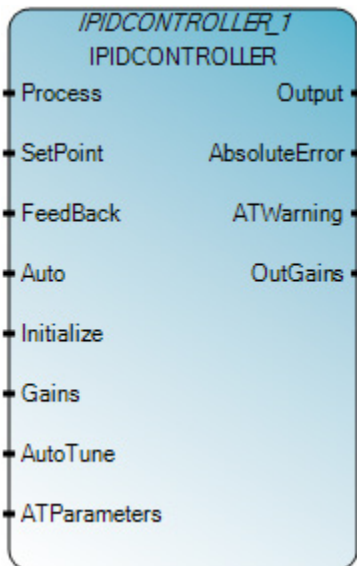 IPIDCONTROLLER_1
IPIDCONTROLLER
Process Output
SetPoint AbsoluteError
FeedBack ATWarning
Auto OutGains
Initialize
Gains
AutoTune
ATParameters